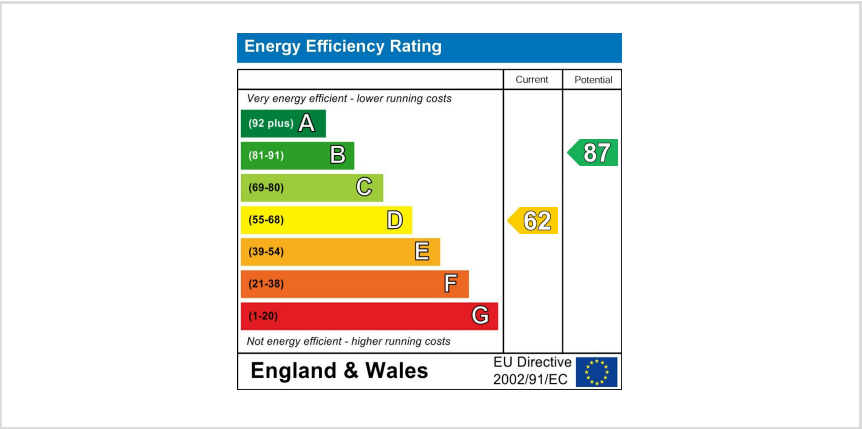 Energy Efficiency Rating
Current Potential
Very energy efficient - lower running costs
(92 plus) A
(81-91) B
87
(69-80) C
(55-68) D
62
(39-54) E
(21-38) F
(1-20) G
Not energy efficient - higher running costs
England & Wales
EU Directive
2002/91/EC